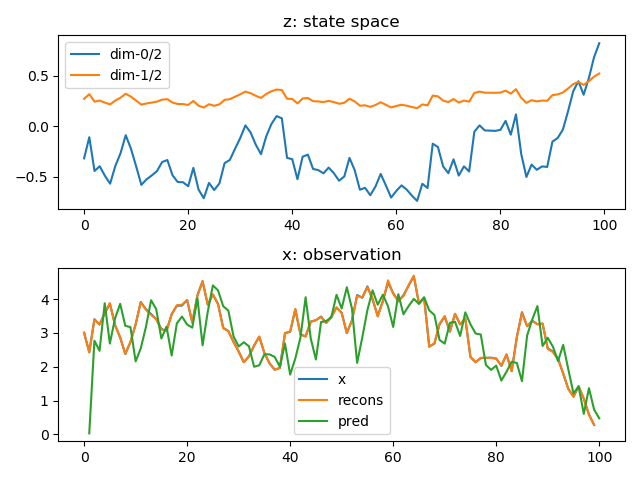 z: state space
dim-0/2
dim-1/2
0.5
0.0
−0.5
0 20 40 60 80 100
x: observation
4
3
2
1
0
x
recons
pred
0 20 40 60 80 100